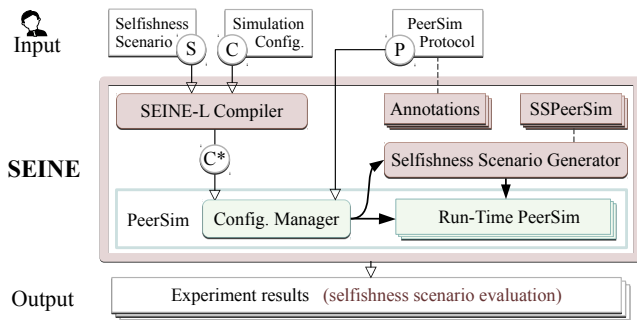 Input
Selfishness
Scenario
S
Simulation
Config.
C
PeerSim
Protocol
P
SEINE
SEINE-L Compiler
Annotations
SSPeerSim
C*
Selfishness Scenario Generator
PeerSim
Config. Manager
Run-Time PeerSim
Output
Experiment results (selfishness scenario evaluation)